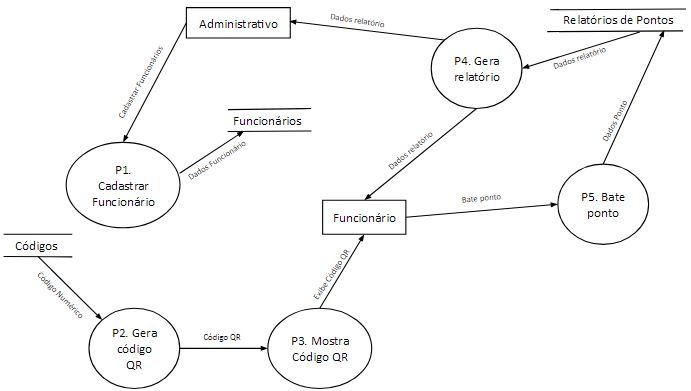 Administrativo
Dados relatório
Relatórios de Pontos
P4. Gera
relatório
Dados relatório
Cadastrar Funcionários
Funcionários
Dados Funcionário
P1.
Cadastrar
Funcionário
Dados relatório
Dados Ponto
Funcionário
Bate ponto
P5. Bate
ponto
Códigos
Codigo Numérico
Exibe Código QR
P2. Gera
código
QR
Código QR
P3. Mostra
Código QR